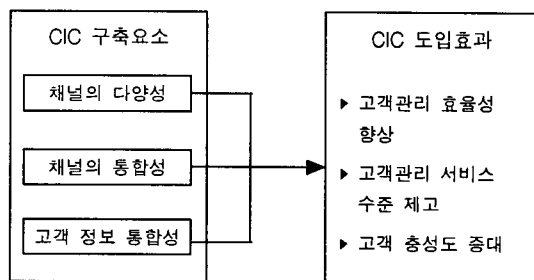 CIC 구축요소
채널의 다양성
채널의 통합성
고객 정보 통합성
CIC 도입효과
▶ 고객관리 효율성
향상
▶ 고객관리 서비스
수준 제고
▶ 고객 충성도 증대